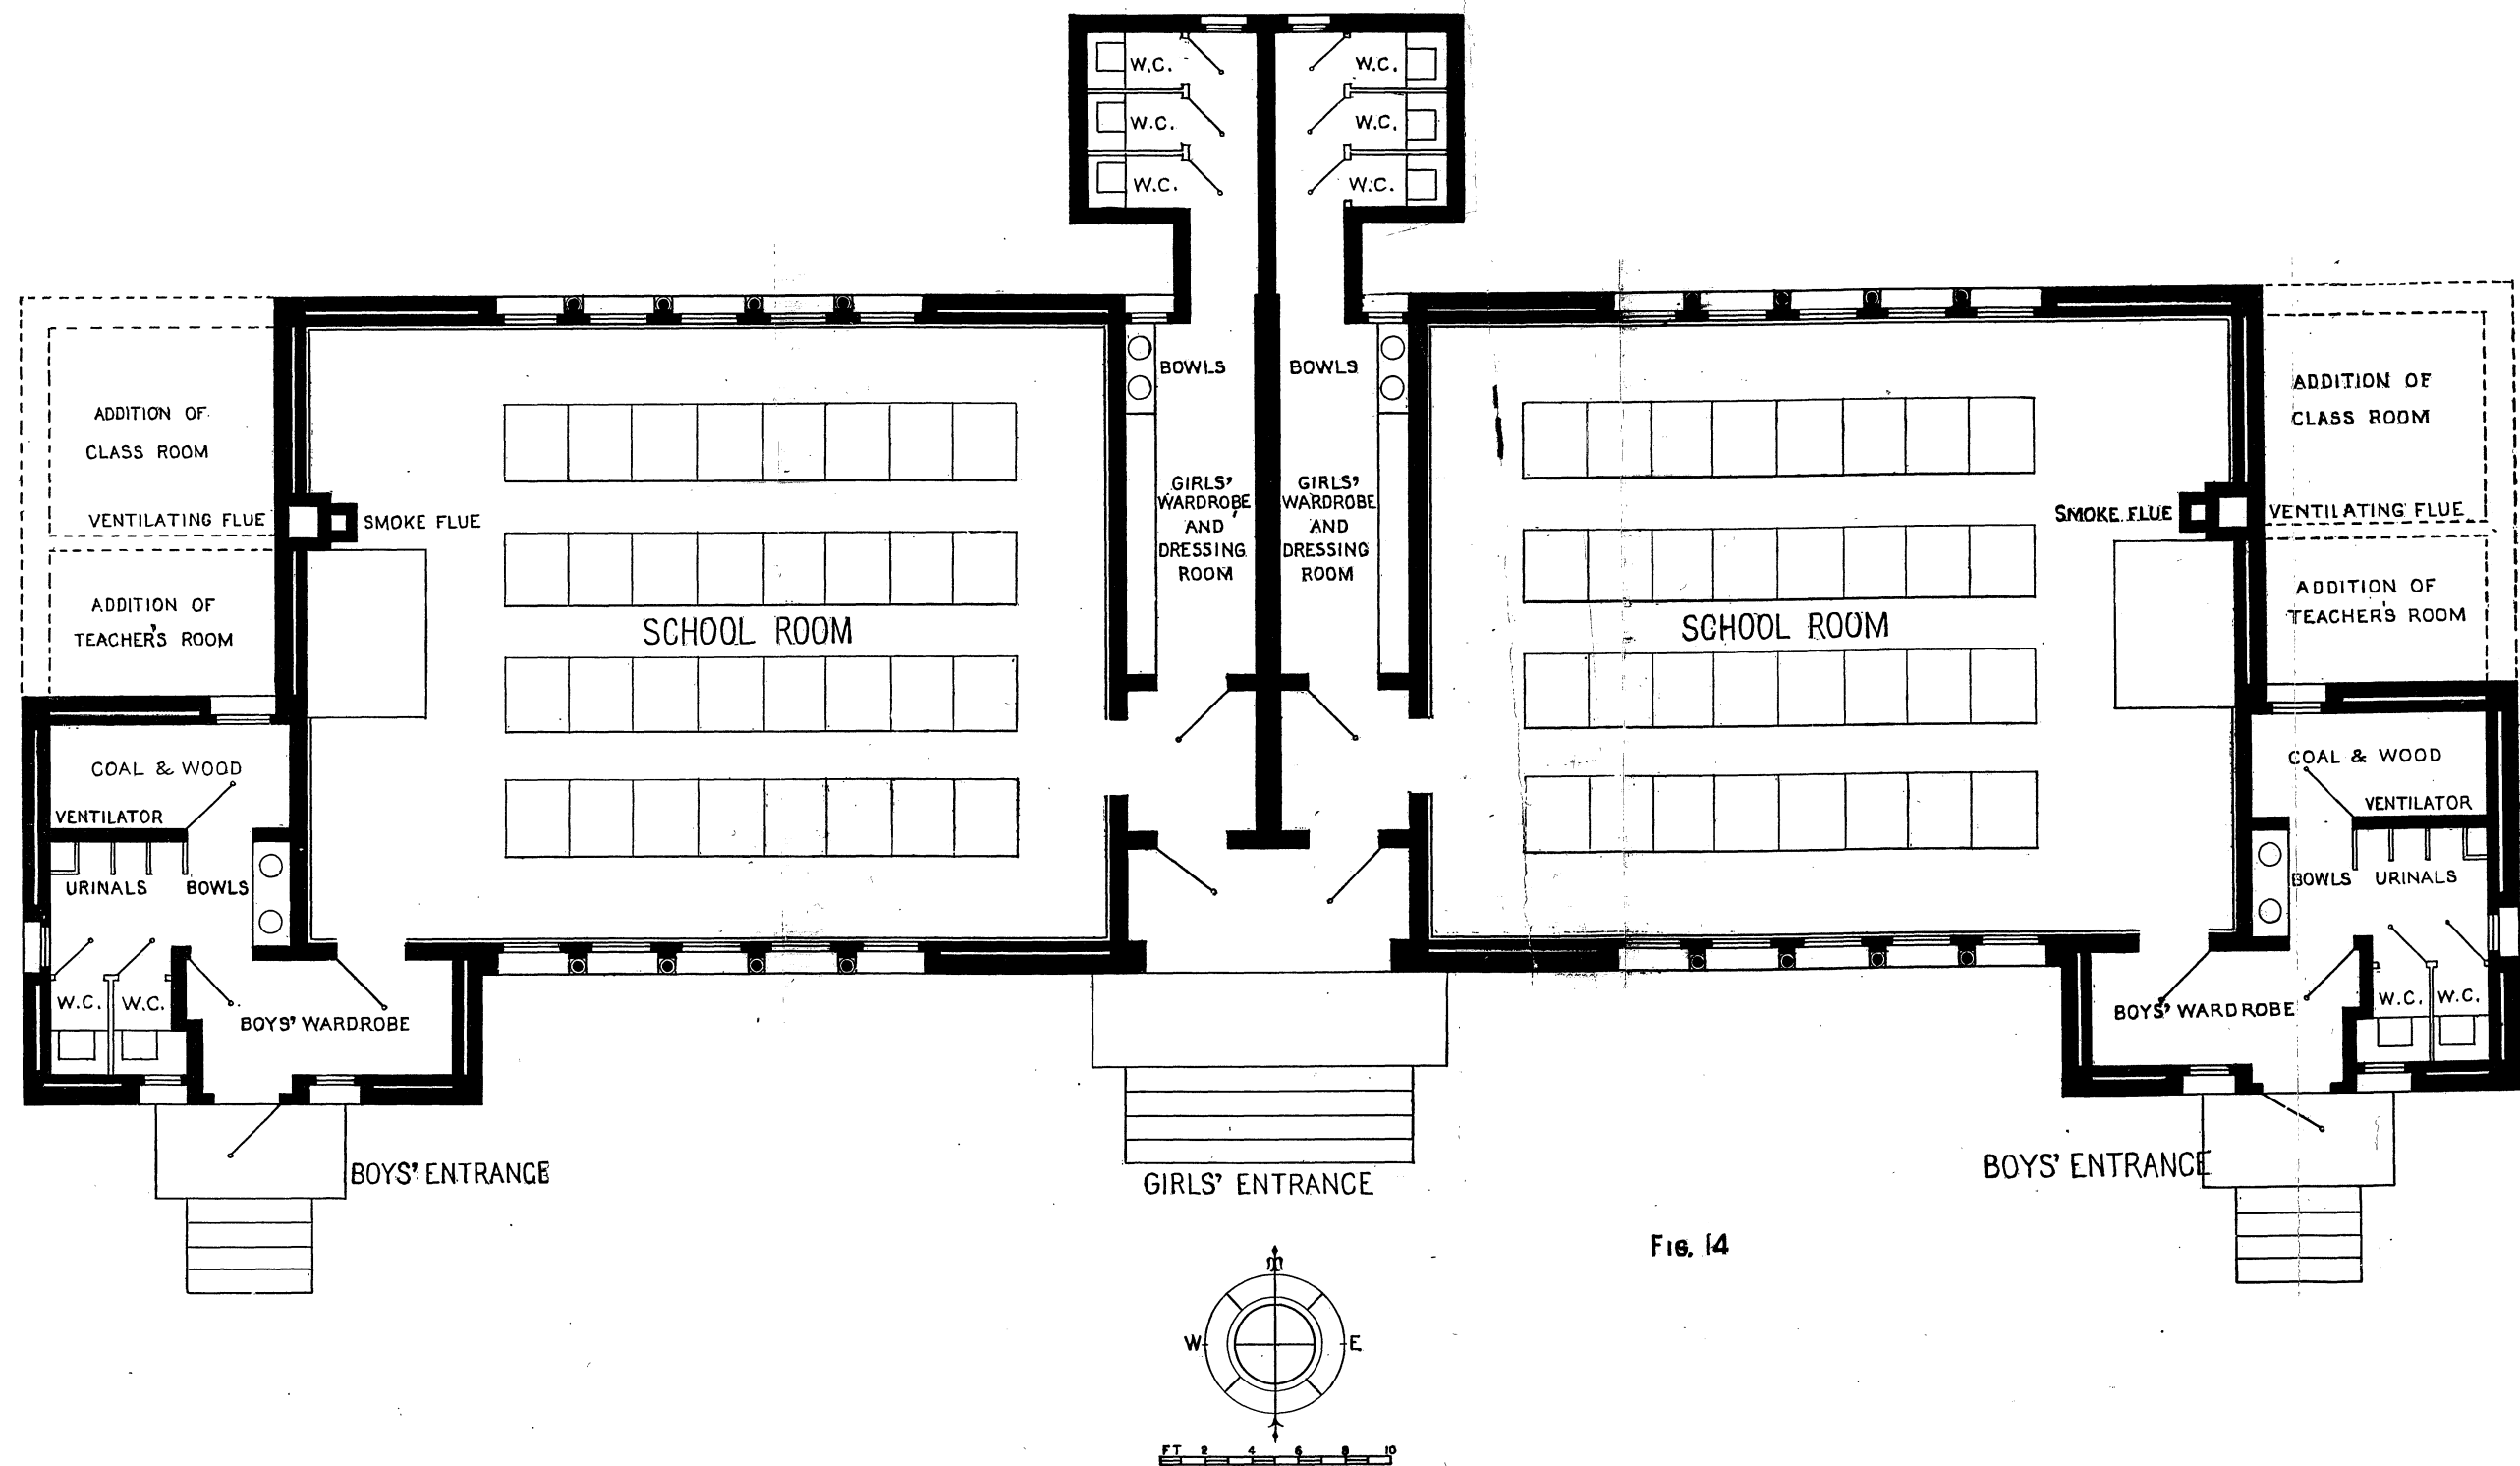 W.C.
W.C.
W.C.
W.C.
W.C.
W.C.
BOWLS
BOWLS
GIRLS'
WARDROBE
AND
DRESSING
ROOM
GIRLS'
WARDROBE
AND
DRESSING
ROOM
ADDITION OF
CLASS ROOM
VENTILATING FLUE
SMOKE FLUE
ADDITION OF
TEACHER'S ROOM
SCHOOL ROOM
SCHOOL ROOM
ADDITION OF
CLASS ROOM
SMOKE FLUE
VENTILATING FLUE
ADDITION OF
TEACHER'S ROOM
COAL & WOOD
VENTILATOR
URINALS
BOWLS
W.C.
W.C.
BOYS' WARDROBE
COAL & WOOD
VENTILATOR
BOWLS
URINALS
BOYS' WARDROBE
W.C.
W.C.
BOYS' ENTRANCE
GIRLS' ENTRANCE
BOYS' ENTRANCE
FIG. 14
W
E
FT 2 4 6 8 10